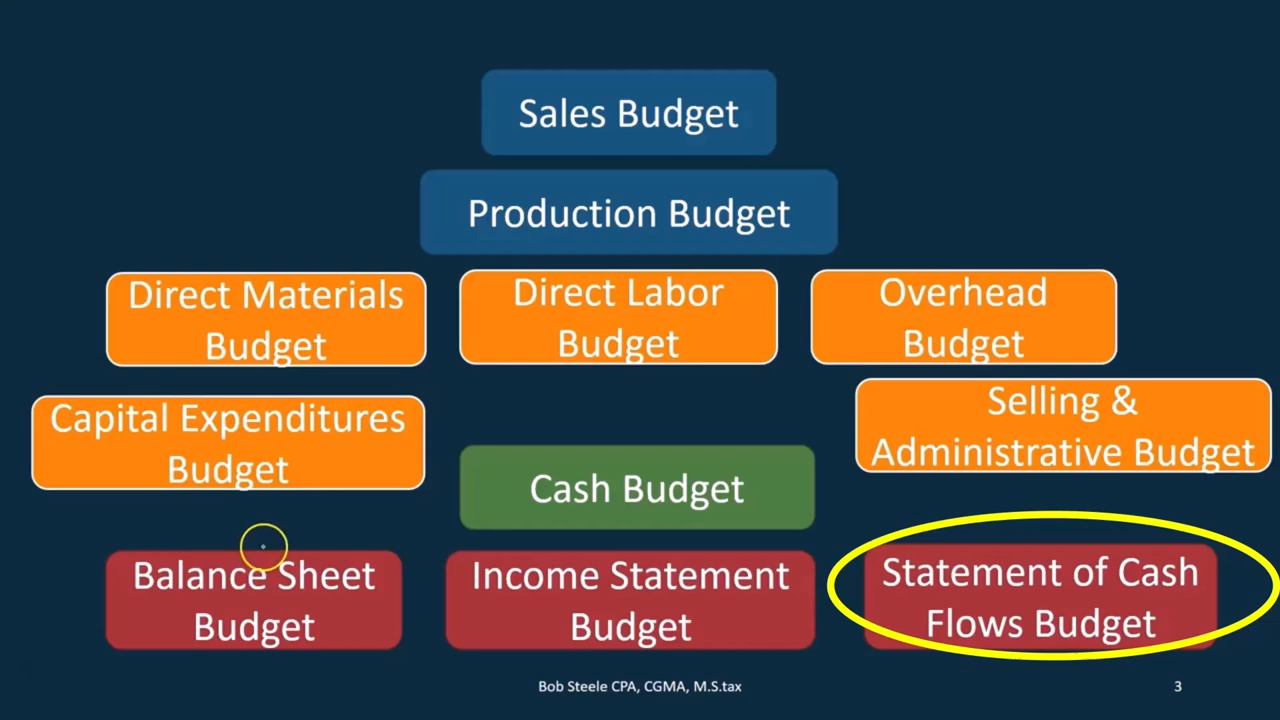 Sales Budget
Production Budget
Direct Materials
Budget
Direct Labor
Budget
Overhead
Budget
Capital Expenditures
Budget
Selling &
Administrative Budget
Cash Budget
Balance Sheet
Budget
Income Statement
Budget
Statement of Cash
Flows Budget
Bob Steele CPA, CGMA, M.S.tax
3